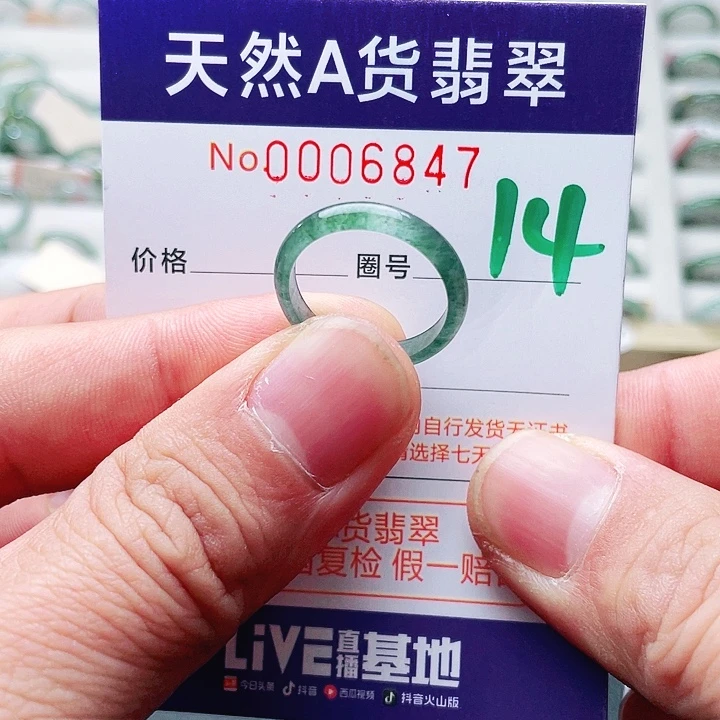 天然A货翡翠
No.0006847
价格 圈号 14
自行发货无证书
选择七天
货翡翠
复检 假一赔
LiVE直播基地
今日头条 抖音 西瓜视频 抖音火山版